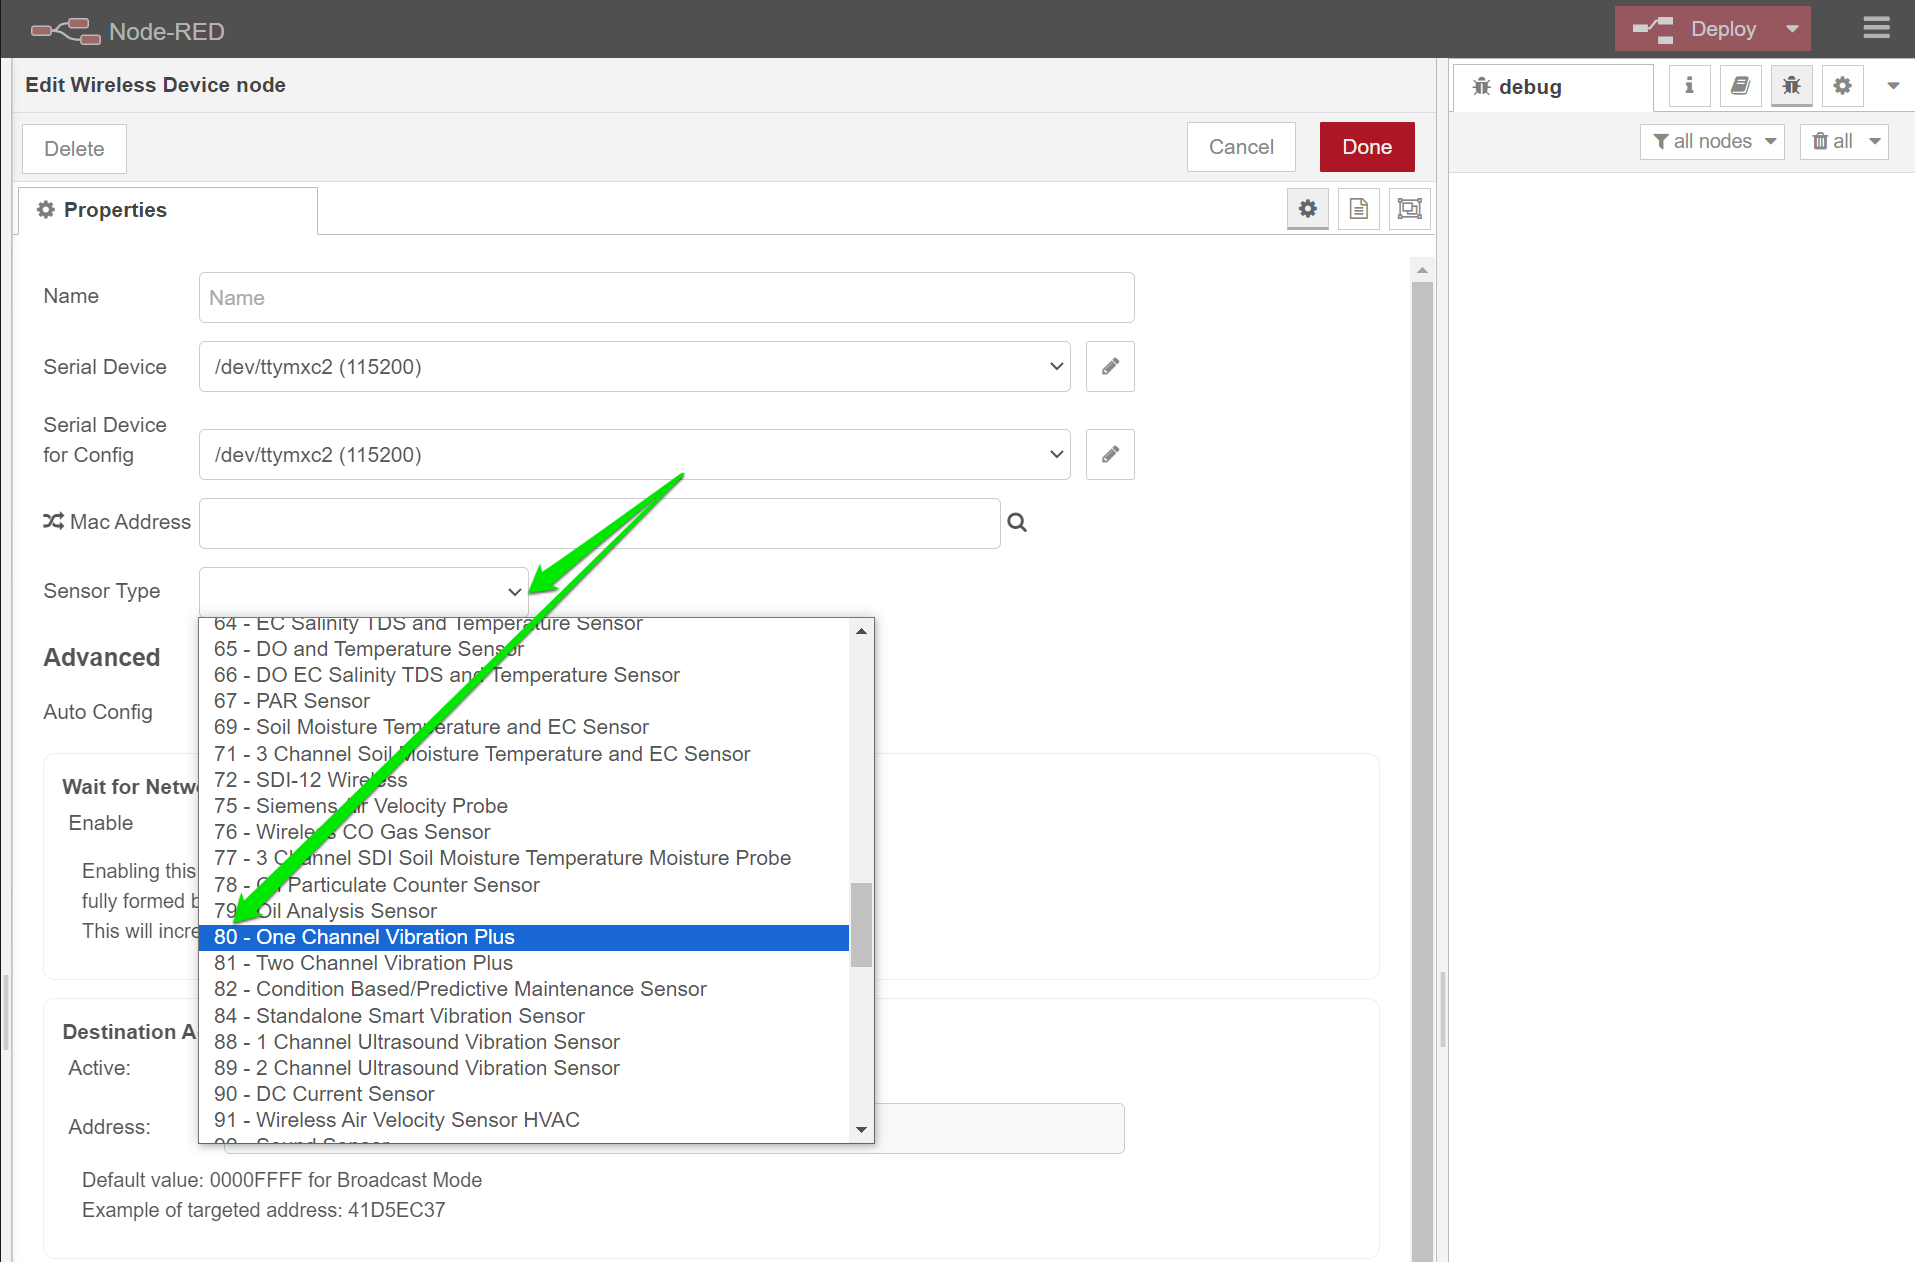 Node-RED
Deploy
Edit Wireless Device node
debug
Delete
Cancel
Done
all nodes
all
Properties
Name
Name
Serial Device
/dev/ttymxc2 (115200)
Serial Device
for Config
/dev/ttymxc2 (115200)
Mac Address
Sensor Type
64 - EC Salinity TDS and Temperature Sensor
65 - DO and Temperature Sensor
Advanced
66 - DO EC Salinity TDS and Temperature Sensor
67 - PAR Sensor
Auto Config
69 - Soil Moisture Temperature and EC Sensor
71 - 3 Channel Soil Moisture Temperature and EC Sensor
72 - SDI-12 Wireless
Wait for Netw
75 - Siemens Air Velocity Probe
Enable
76 - Wireless CO Gas Sensor
77 - 3 Channel SDI Soil Moisture Temperature Moisture Probe
Enabling this
78 - Oil Particulate Counter Sensor
fully formed b
79 - Oil Analysis Sensor
This will incre
80 - One Channel Vibration Plus
81 - Two Channel Vibration Plus
82 - Condition Based/Predictive Maintenance Sensor
84 - Standalone Smart Vibration Sensor
Destination A
88 - 1 Channel Ultrasound Vibration Sensor
Active:
89 - 2 Channel Ultrasound Vibration Sensor
90 - DC Current Sensor
91 - Wireless Air Velocity Sensor HVAC
Address:
Sound Sensor
Default value: 0000FFFF for Broadcast Mode
Example of targeted address: 41D5EC37